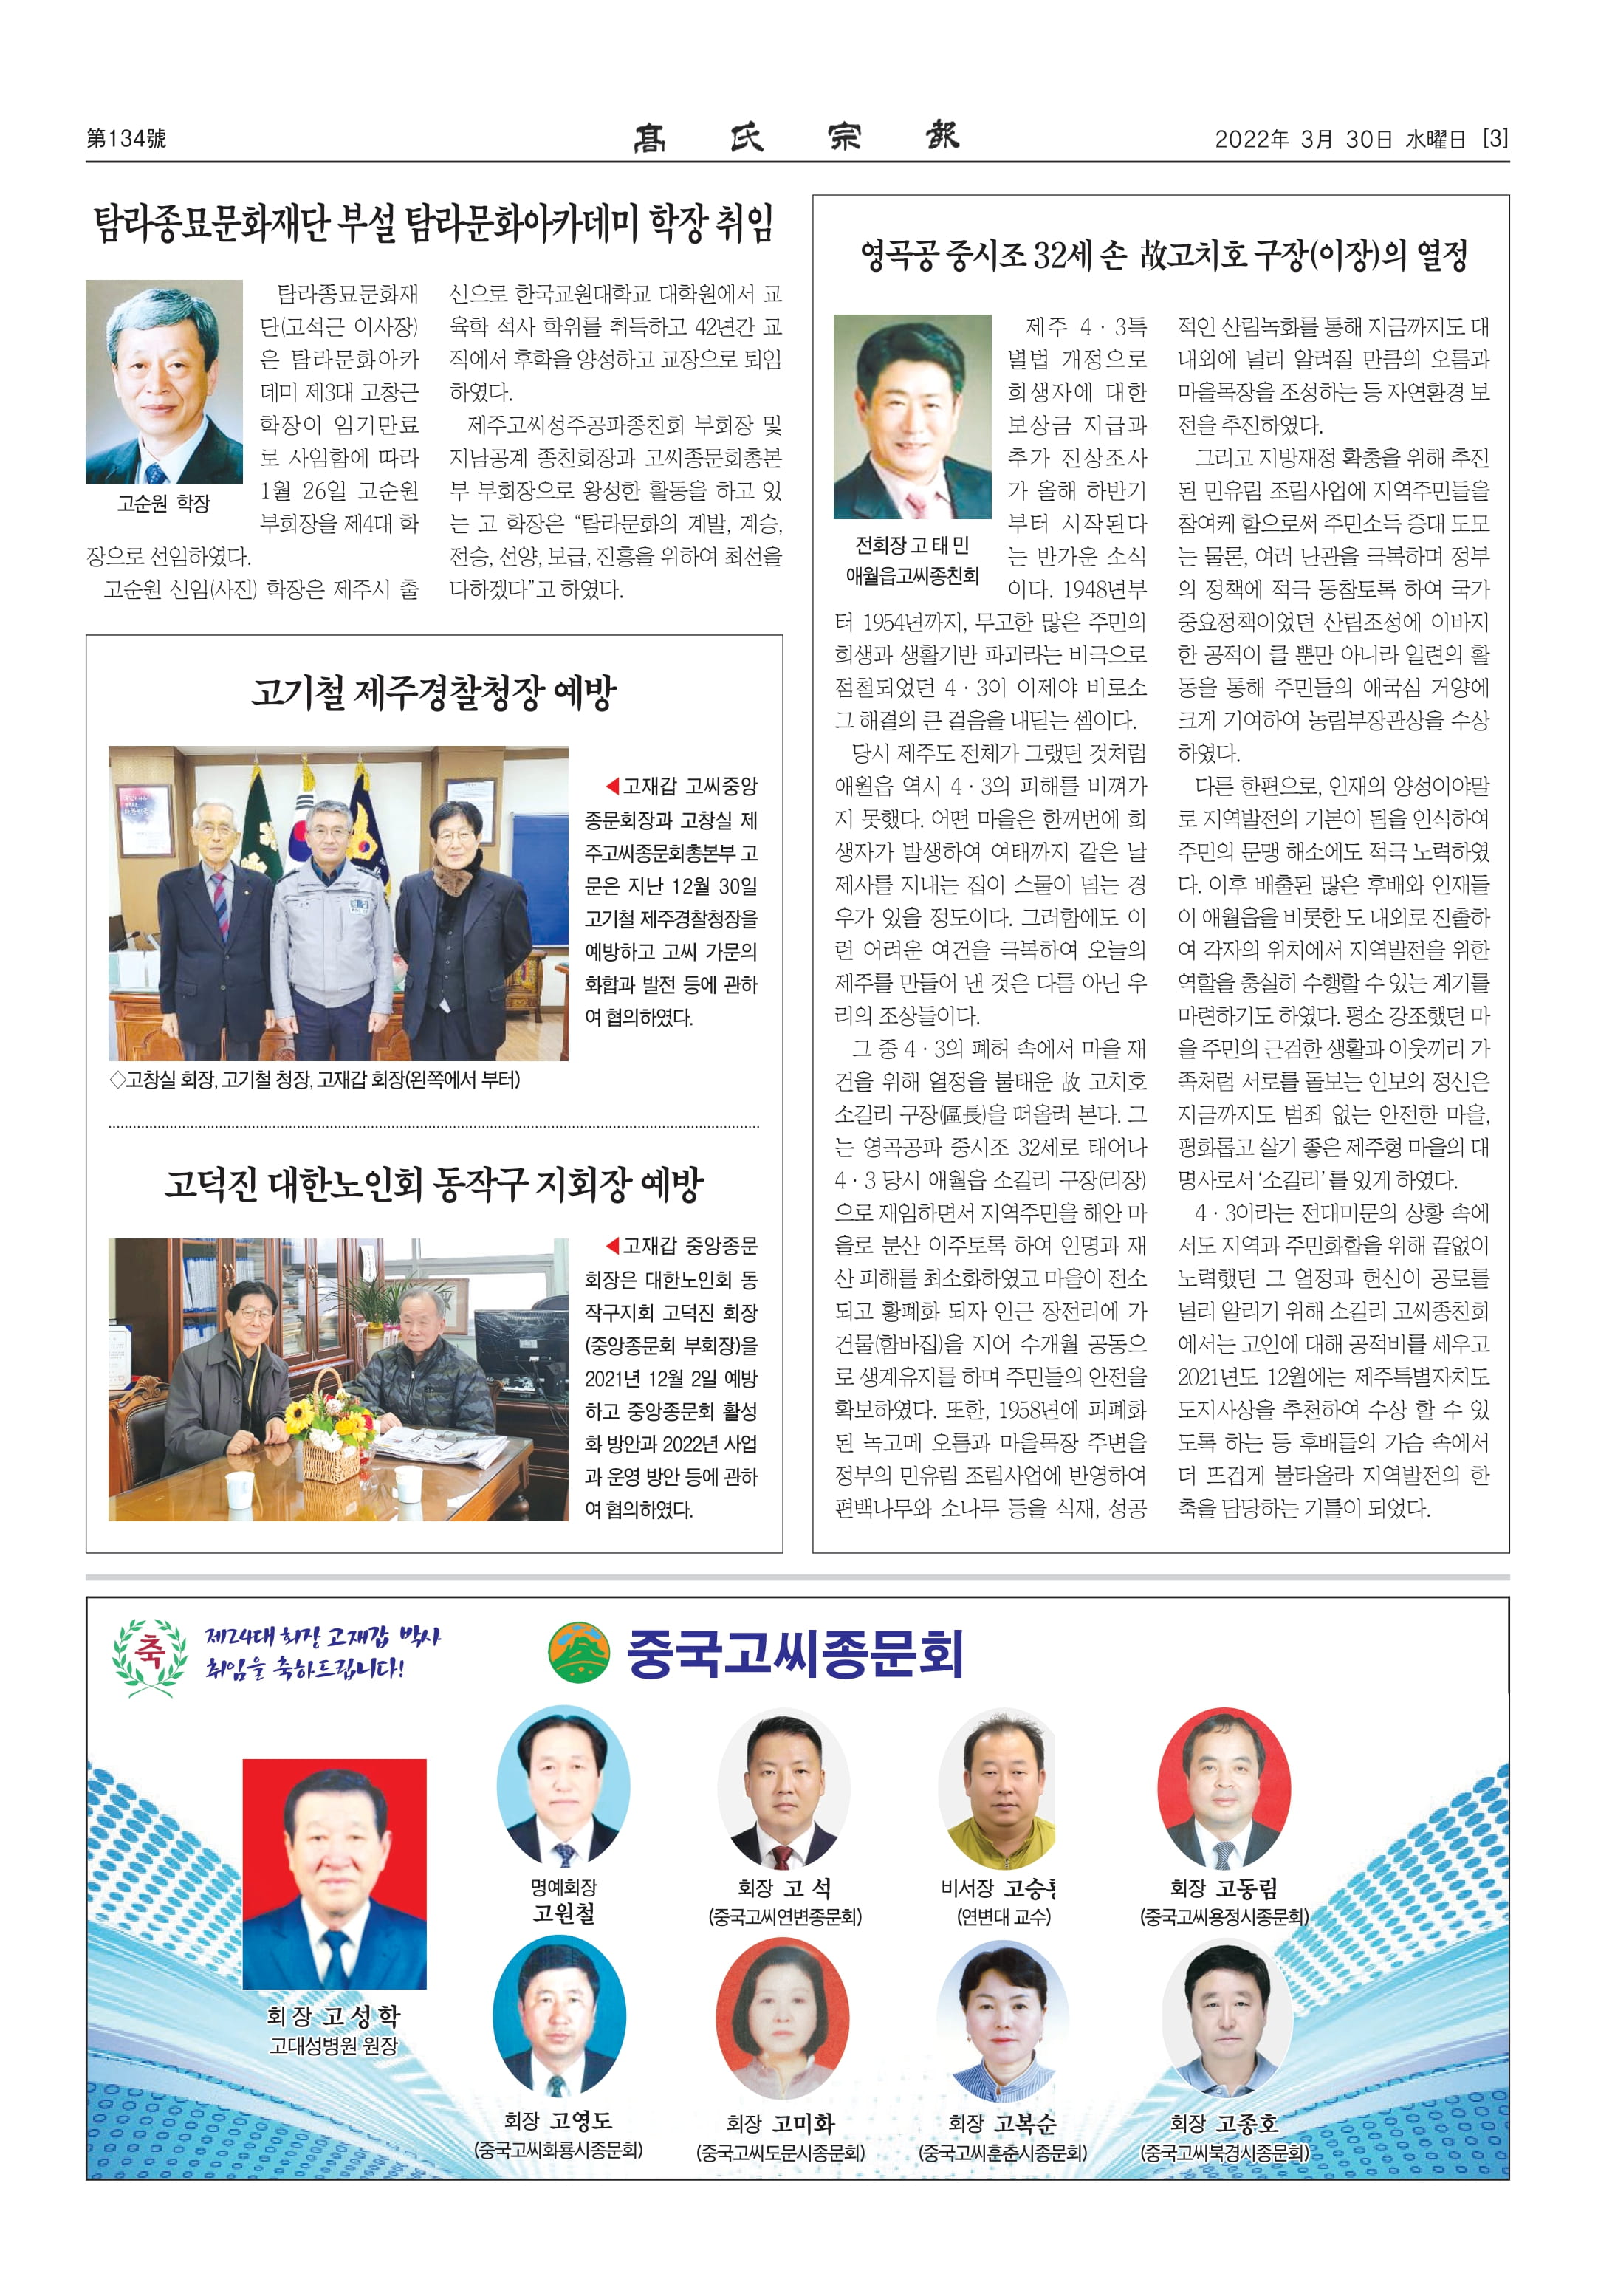 第134號
髙氏宗報
2022年 3月 30日 水曜日 [3]
탐라종묘문화재단 부설 탐라문화아카데미 학장 취임
고순원 학장
탐라종묘문화재
단(고석근 이사장)
은 탐라문화아카
데미 제3대 고창근
학장이 임기만료
로 사임함에 따라
1월 26일 고순원
부회장을 제4대 학
장으로 선임하였다.
고순원 신임(사진) 학장은 제주시 출
신으로 한국교원대학교 대학원에서 교
육학 석사 학위를 취득하고 42년간 교
직에서 후학을 양성하고 교장으로 퇴임
하였다.
제주고씨성주공파종친회 부회장 및
지남공계 종친회장과 고씨종문회총본
부 부회장으로 왕성한 활동을 하고 있
는 고 학장은 “탐라문화의 계발, 계승,
전승, 선양, 보급, 진흥을 위하여 최선을
다하겠다”고 하였다.
고기철 제주경찰청장 예방
◀고재갑 고씨중앙
종문회장과 고창실 제
주고씨종문회총본부 고
문은 지난 12월 30일
고기철 제주경찰청장을
예방하고 고씨 가문의
화합과 발전 등에 관하
여 협의하였다.
◇고창실 회장, 고기철 청장, 고재갑 회장(왼쪽에서 부터)
고덕진 대한노인회 동작구 지회장 예방
◀고재갑 중앙종문
회장은 대한노인회 동
작구지회 고덕진 회장
(중앙종문회 부회장)을
2021년 12월 2일 예방
하고 중앙종문회 활성
화 방안과 2022년 사업
과 운영 방안 등에 관하
여 협의하였다.
영곡공 중시조 32세 손 故고치호 구장(이장)의 열정
전회장 고 태 민
애월읍고씨종친회
제주 4·3특
별법 개정으로
희생자에 대한
보상금 지급과
추가 진상조사
가 올해 하반기
부터 시작된다
는 반가운 소식
이다. 1948년부
터 1954년까지, 무고한 많은 주민의
희생과 생활기반 파괴라는 비극으로
점철되었던 4·3이 이제야 비로소
그 해결의 큰 걸음을 내딛는 셈이다.
당시 제주도 전체가 그랬던 것처럼
애월읍 역시 4·3의 피해를 비껴가
지 못했다. 어떤 마을은 한꺼번에 희
생자가 발생하여 여태까지 같은 날
제사를 지내는 집이 스물이 넘는 경
우가 있을 정도이다. 그러함에도 이
런 어려운 여건을 극복하여 오늘의
제주를 만들어 낸 것은 다름 아닌 우
리의 조상들이다.
그 중 4·3의 폐허 속에서 마을 재
건을 위해 열정을 불태운 故 고치호
소길리 구장(區長)을 떠올려 본다. 그
는 영곡공파 중시조 32세로 태어나
4·3 당시 애월읍 소길리 구장(리장)
으로 재임하면서 지역주민을 해안 마
을로 분산 이주토록 하여 인명과 재
산 피해를 최소화하였고 마을이 전소
되고 황폐화 되자 인근 장전리에 가
건물(함바집)을 지어 수개월 공동으
로 생계유지를 하며 주민들의 안전을
확보하였다. 또한, 1958년에 피폐화
된 녹고메 오름과 마을목장 주변을
정부의 민유림 조림사업에 반영하여
편백나무와 소나무 등을 식재, 성공
적인 산림녹화를 통해 지금까지도 대
내외에 널리 알려질 만큼의 오름과
마을목장을 조성하는 등 자연환경 보
전을 추진하였다.
그리고 지방재정 확충을 위해 추진
된 민유림 조림사업에 지역주민들을
참여케 함으로써 주민소득 증대 도모
는 물론, 여러 난관을 극복하며 정부
의 정책에 적극 동참토록 하여 국가
중요정책이었던 산림조성에 이바지
한 공적이 클 뿐만 아니라 일련의 활
동을 통해 주민들의 애국심 거양에
크게 기여하여 농림부장관상을 수상
하였다.
다른 한편으로, 인재의 양성이야말
로 지역발전의 기본이 됨을 인식하여
주민의 문맹 해소에도 적극 노력하였
다. 이후 배출된 많은 후배와 인재들
이 애월읍을 비롯한 도 내외로 진출하
여 각자의 위치에서 지역발전을 위한
역할을 충실히 수행할 수 있는 계기를
마련하기도 하였다. 평소 강조했던 마
을 주민의 근검한 생활과 이웃끼리 가
족처럼 서로를 돌보는 인보의 정신은
지금까지도 범죄 없는 안전한 마을,
평화롭고 살기 좋은 제주형 마을의 대
명사로서 ‘소길리’를 있게 하였다.
4·3이라는 전대미문의 상황 속에
서도 지역과 주민화합을 위해 끝없이
노력했던 그 열정과 헌신이 공로를
널리 알리기 위해 소길리 고씨종친회
에서는 고인에 대해 공적비를 세우고
2021년도 12월에는 제주특별자치도
도지사상을 추천하여 수상 할 수 있
도록 하는 등 후배들의 가슴 속에서
더 뜨겁게 불타올라 지역발전의 한
축을 담당하는 기틀이 되었다.
축
제24대 회장 고재갑 박사
취임을 축하드립니다!
중국고씨종문회
회장 고성학
고대성병원 원장
명예회장
고원철
회장 고 석
(중국고씨연변종문회)
비서장 고승
(연변대 교수)
회장 고동림
(중국고씨용정시종문회)
회장 고영도
(중국고씨화룡시종문회)
회장 고미화
(중국고씨도문시종문회)
회장 고복순
(중국고씨훈춘시종문회)
회장 고종호
(중국고씨북경시종문회)